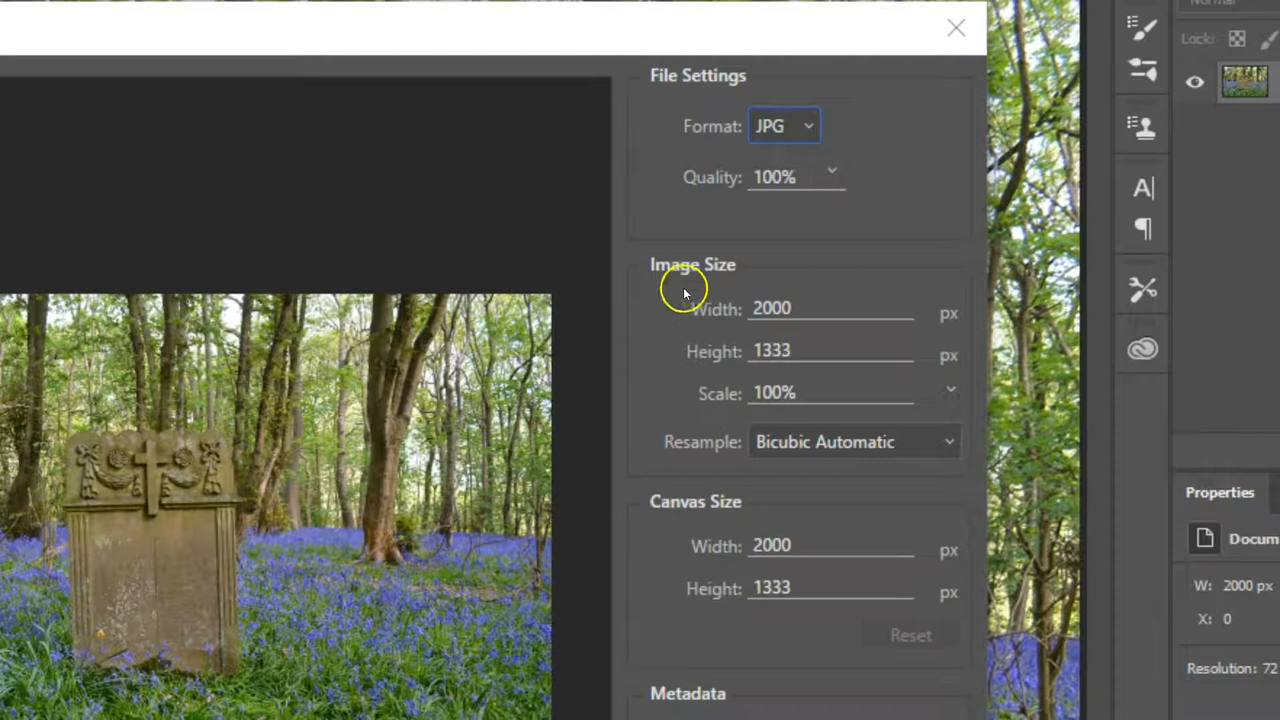 File Settings
Format: JPG
Quality: 100%
Image Size
Width: 2000 px
Height: 1333 px
Scale: 100%
Resample: Bicubic Automatic
Canvas Size
Width: 2000 px
Height: 1333 px
Reset
Metadata
Normal
Lock:
A|
Properties
Docum
W: 2000 px
X: 0
Resolution: 72